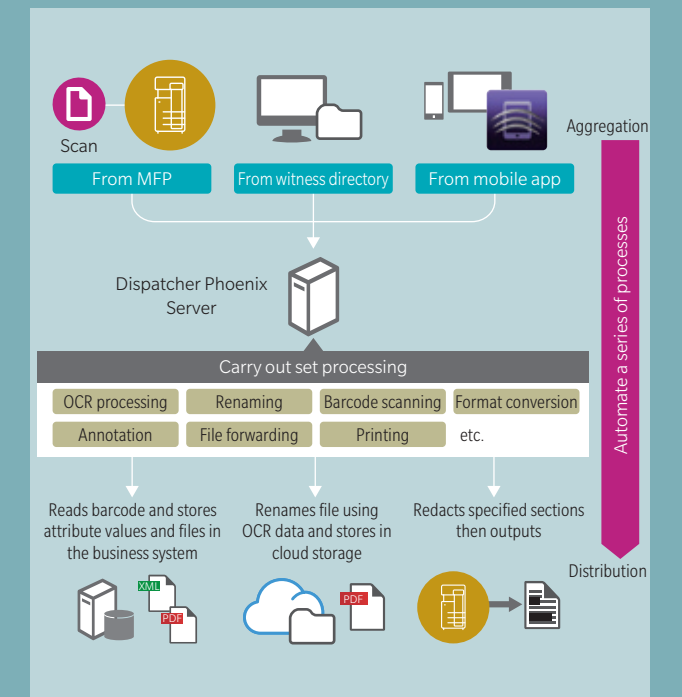 Scan
Aggregation
From MFP
From witness directory
From mobile app
Automate a series of processes
Dispatcher Phoenix
Server
Carry out set processing
OCR processing
Renaming
Barcode scanning
Format conversion
Annotation
File forwarding
Printing
etc.
Reads barcode and stores
attribute values and files in
the business system
Renames file using
OCR data and stores in
cloud storage
Redacts specified sections
then outputs
Distribution
XML
PDF
PDF